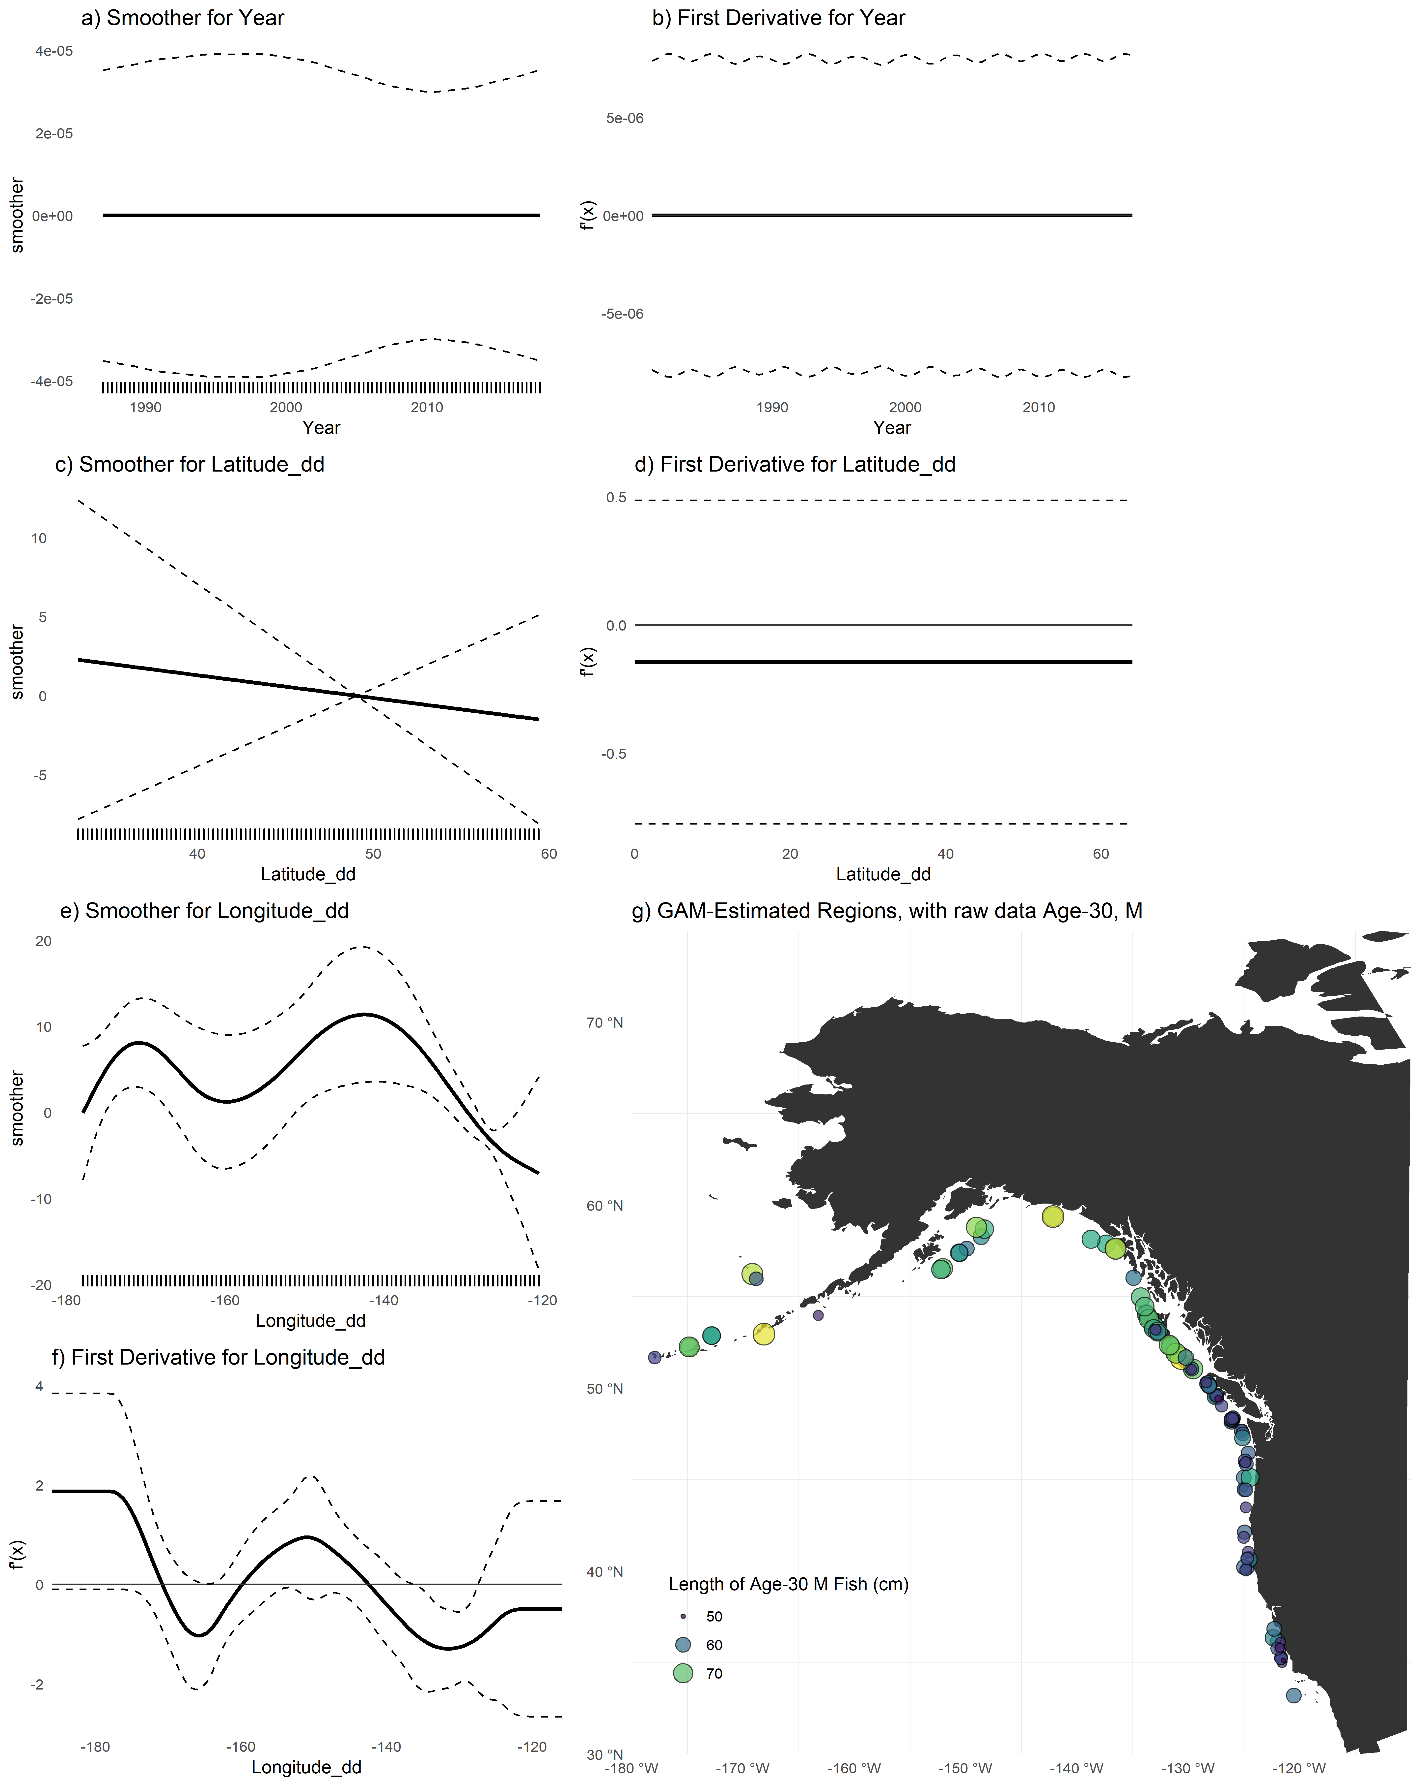 a) Smoother for Year
4e-05
2e-05
0e+00
-2e-05
-4e-05
smoother
1990 2000 2010
Year
b) First Derivative for Year
5e-06
0e+00
-5e-06
f'(x)
1990 2000 2010
Year
c) Smoother for Latitude_dd
10
5
0
-5
smoother
40 50 60
Latitude_dd
d) First Derivative for Latitude_dd
0.5
0.0
-0.5
f'(x)
0 20 40 60
Latitude_dd
e) Smoother for Longitude_dd
20
10
0
-10
-20
smoother
-180 -160 -140 -120
Longitude_dd
f) First Derivative for Longitude_dd
4
2
0
-2
f'(x)
-180 -160 -140 -120
Longitude_dd
g) GAM-Estimated Regions, with raw data Age-30, M
70 °N
60 °N
50 °N
40 °N
30 °N
Length of Age-30 M Fish (cm)
50
60
70
-180 °W -170 °W -160 °W -150 °W -140 °W -130 °W -120 °W